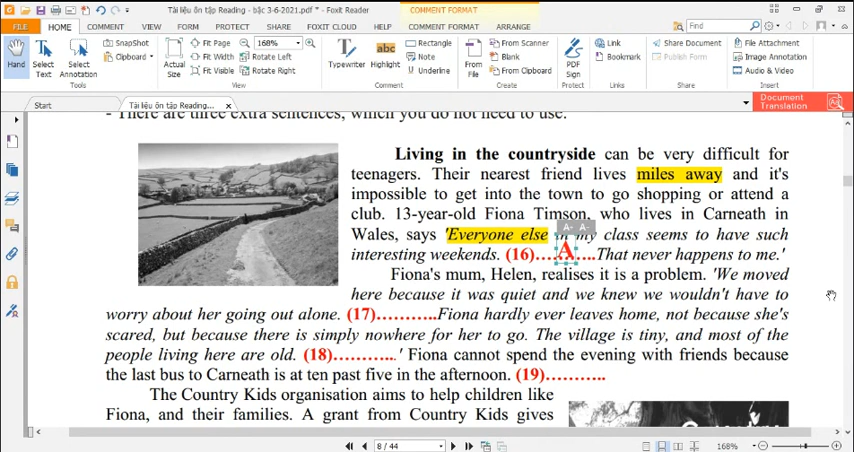 Tài liệu ôn tập Reading - bậc 3-6-2021.pdf * - Foxit Reader
COMMENT FORMAT
FILE HOME COMMENT VIEW FORM PROTECT SHARE FOXIT CLOUD HELP COMMENT FORMAT ARRANGE
Find
Hand
Select Text
Select Annotation
SnapShot
Clipboard
Tools
Actual Size
Fit Page
Fit Width
Fit Visible
168%
Rotate Left
Rotate Right
View
Typewriter
Highlight
Rectangle
Note
Underline
Comment
From File
From Scanner
Blank
From Clipboard
Create
PDF Sign
Protect
Link
Bookmark
Links
Share Document
Publish Form
Share
File Attachment
Image Annotation
Audio & Video
Insert
Start
Tài liệu ôn tập Reading...
Document Translation
- There are three extra sentences, which you do not need to use.
Living in the countryside can be very difficult for
teenagers. Their nearest friend lives miles away and it's
impossible to get into the town to go shopping or attend a
club. 13-year-old Fiona Timson, who lives in Carneath in
Wales, says 'Everyone else in my class seems to have such
interesting weekends. (16)….A…..That never happens to me.'
Fiona's mum, Helen, realises it is a problem. 'We moved
here because it was quiet and we knew we wouldn't have to
worry about her going out alone. (17)………..Fiona hardly ever leaves home, not because she's
scared, but because there is simply nowhere for her to go. The village is tiny, and most of the
people living here are old. (18)………...' Fiona cannot spend the evening with friends because
the last bus to Carneath is at ten past five in the afternoon. (19)………..
The Country Kids organisation aims to help children like
Fiona, and their families. A grant from Country Kids gives
8 / 44
168%